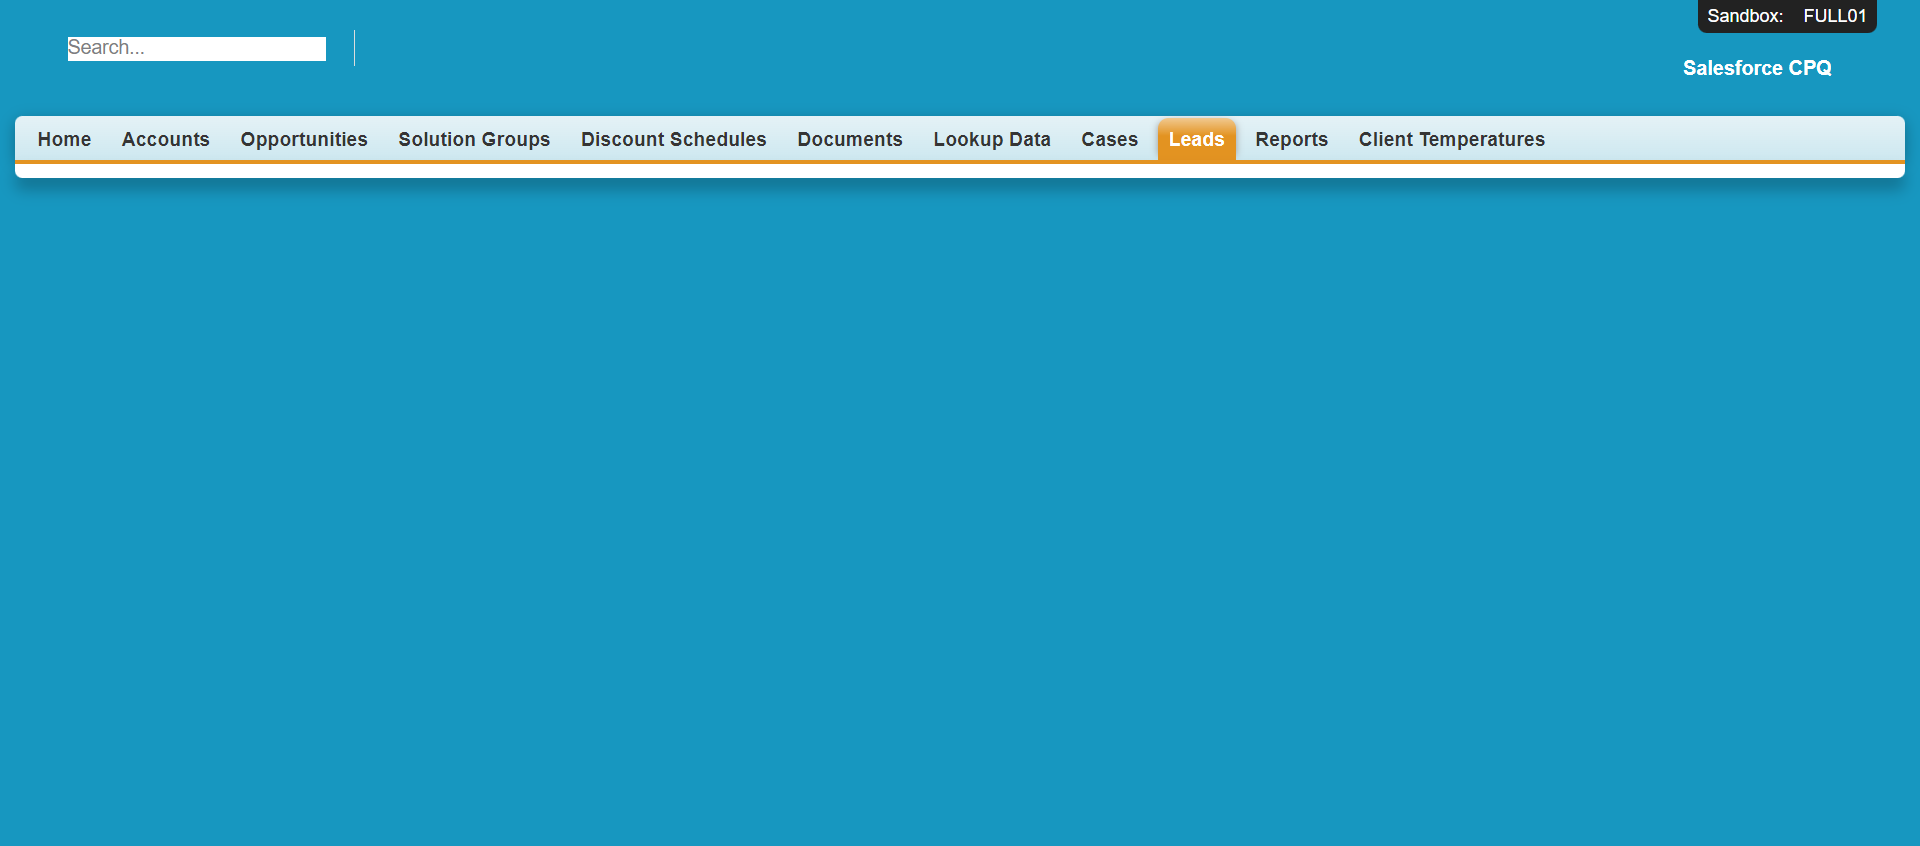 Sandbox: FULL01
Search...
Salesforce CPQ
Home Accounts Opportunities Solution Groups Discount Schedules Documents Lookup Data Cases Leads Reports Client Temperatures